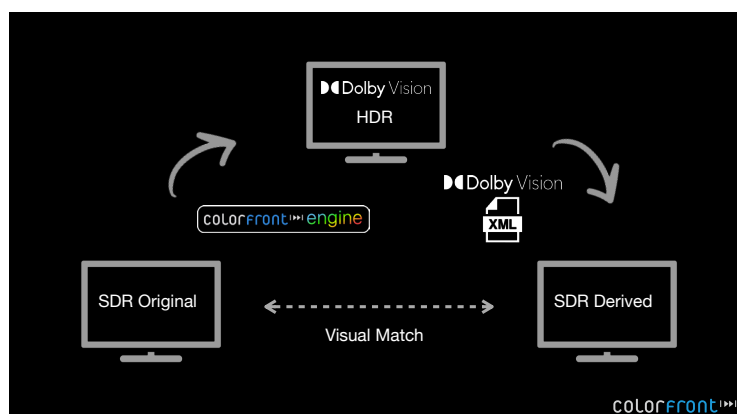 Dolby Vision
HDR
Dolby Vision
colorfront engine
XML
SDR Original
SDR Derived
Visual Match
colorfront